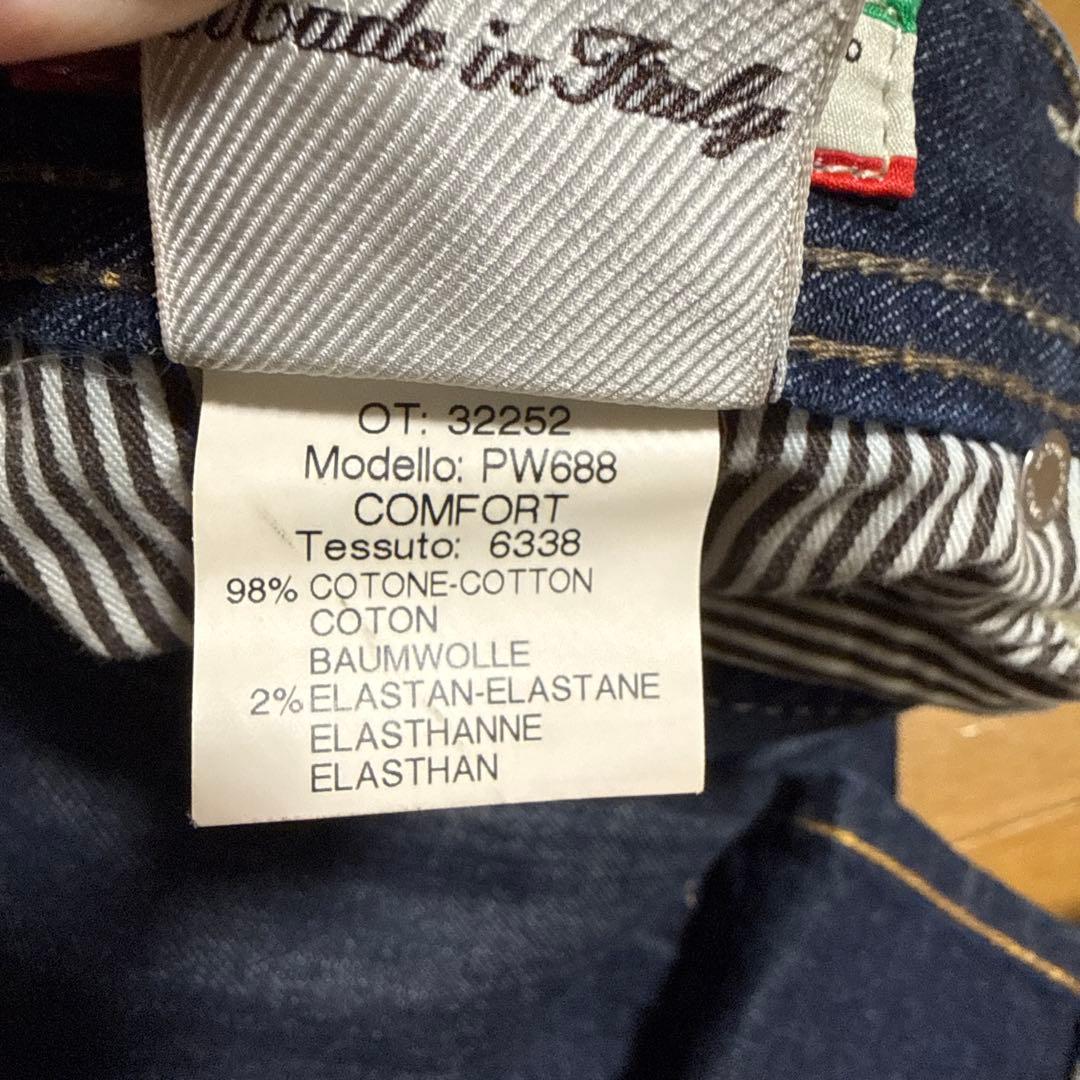 Made in Italy
OT: 32252
Modello: PW688
COMFORT
Tessuto: 6338
98% COTONE-COTTON
COTON
BAUMWOLLE
2% ELASTAN-ELASTANE
ELASTHANNE
ELASTHAN